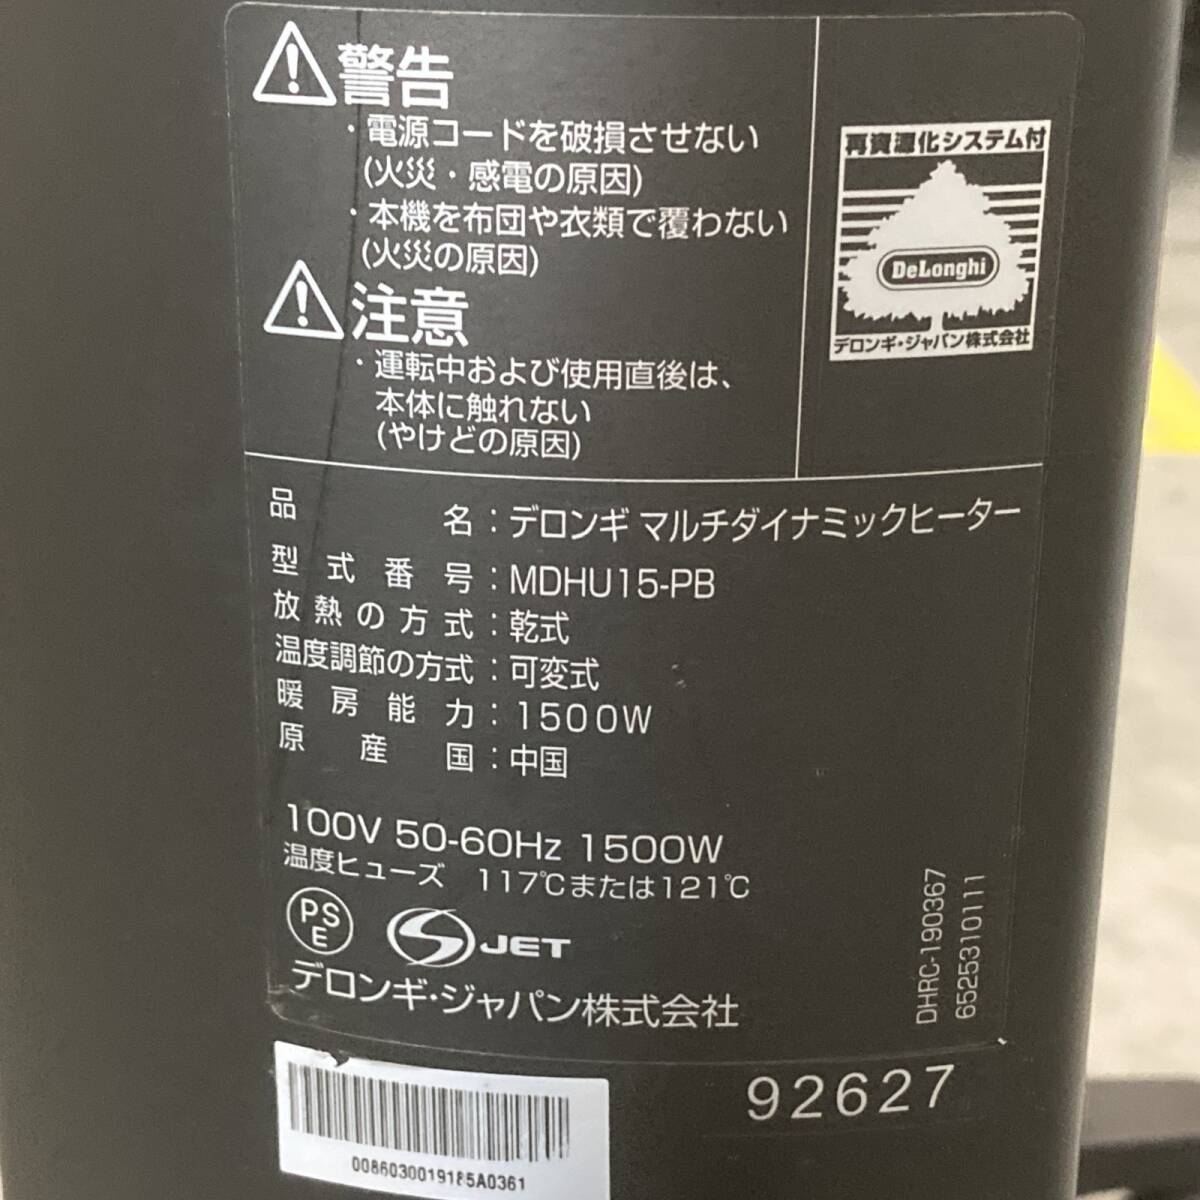 警告
・電源コードを破損させない
(火災・感電の原因)
・本機を布団や衣類で覆わない
(火災の原因)
注意
・運転中および使用直後は、
本体に触れない
(やけどの原因)
再資源化システム付
DeLonghi
デロンギ・ジャパン株式会社
品名：デロンギ マルチダイナミックヒーター
型式番号：MDHU15-PB
放熱の方式：乾式
温度調節の方式：可変式
暖房能力：1500W
原産国：中国
100V 50-60Hz 1500W
温度ヒューズ 117℃または121℃
PSE
S JET
デロンギ・ジャパン株式会社
DHRC-190367
6525310111
92627
0086030019185A0361